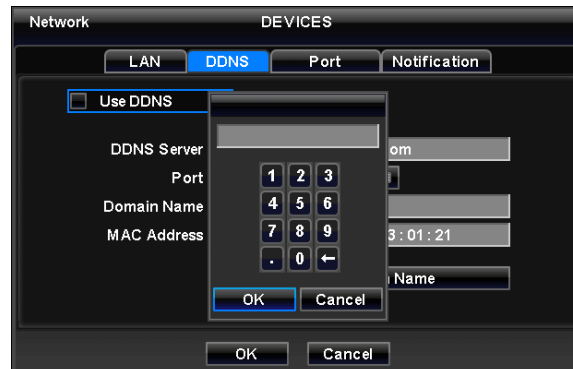 Network DEVICES
LAN DDNS Port Notification
Use DDNS
DDNS Server om
Port
1 2 3
Domain Name
4 5 6
MAC Address 3 : 01 : 21
7 8 9
. 0 ←
Name
OK Cancel
OK Cancel